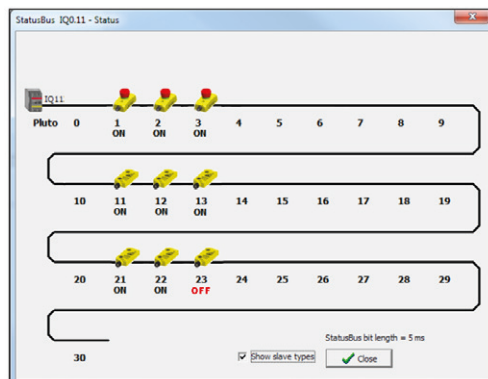 StatusBus IQ0.11 - Status
IQ11
Pluto 0 1 2 3 4 5 6 7 8 9
ON ON ON
10 11 12 13 14 15 16 17 18 19
ON ON ON
20 21 22 23 24 25 26 27 28 29
ON ON OFF
StatusBus bit length = 5 ms
30 Show slave types Close